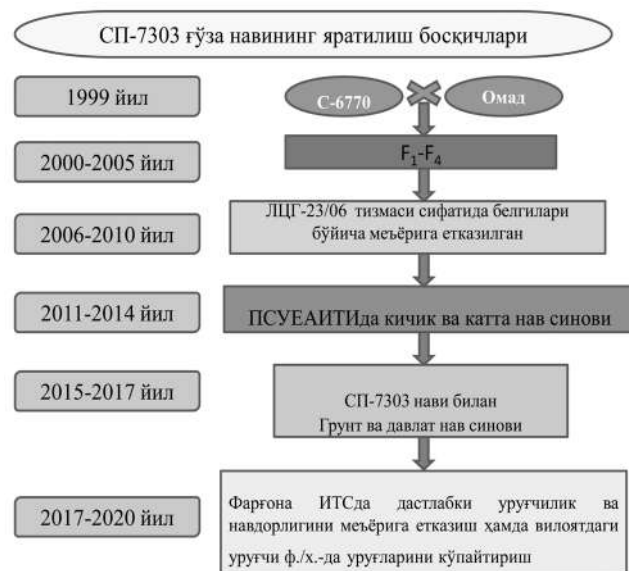 СП-7303 ғўза навининг яратилиш босқичлари
1999 йил
С-6770
Омад
2000-2005 йил
F1-F4
2006-2010 йил
ЛЦГ-23/06 тизмаси сифатида белгилари
бўйича меъёрига етказилган
2011-2014 йил
ПСУЕАИТИда кичик ва катта нав синови
2015-2017 йил
СП-7303 нави билан
Грунт ва давлат нав синови
2017-2020 йил
Фарғона ИТСда дастлабки уруғчилик ва
навдорлигини меъёрига етказиш ҳамда вилоятдаги
уруғчи ф./х.-да уруғларини кўпайтириш